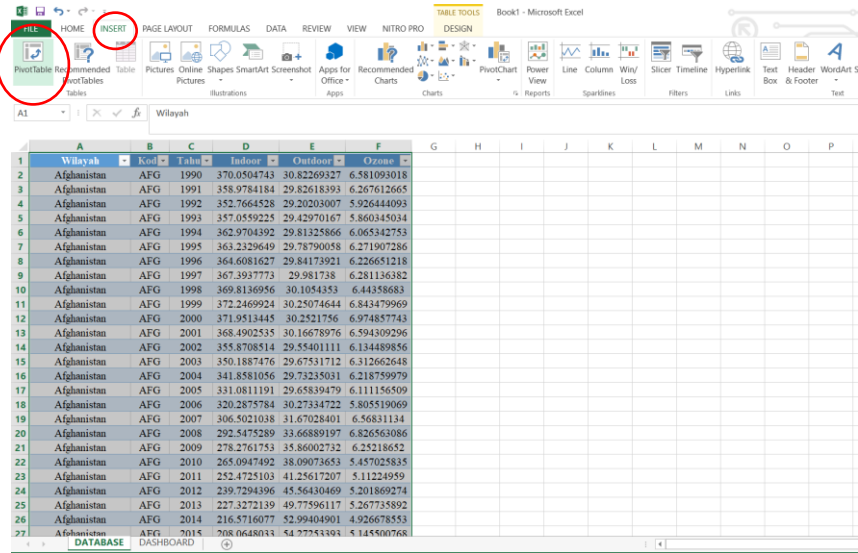 TABLE TOOLS Book1 - Microsoft Excel
FILE HOME INSERT PAGE LAYOUT FORMULAS DATA REVIEW VIEW NITRO PRO DESIGN
PivotTable Recommended Table Pictures Online Shapes SmartArt Screenshot Apps for Recommended PivotChart Power Line Column Win/ Slicer Timeline Hyperlink Text Header WordArt S
PivotTables Pictures Office Charts View Loss Box & Footer
Tables Illustrations Apps Charts Reports Sparklines Filters Links Text
A1 fx Wilayah
A B C D E F G H I J K L M N O P
1 Wilayah Kod Tahu Indoor Outdoor Ozone
2 Afghanistan AFG 1990 370.0504743 30.82269327 6.581093018
3 Afghanistan AFG 1991 358.9784184 29.82618393 6.267612665
4 Afghanistan AFG 1992 352.7664528 29.20203007 5.926444093
5 Afghanistan AFG 1993 357.0559225 29.42970167 5.860345034
6 Afghanistan AFG 1994 362.9704392 29.81325866 6.065342753
7 Afghanistan AFG 1995 363.2329649 29.78790058 6.271907286
8 Afghanistan AFG 1996 364.6081627 29.84173921 6.226651218
9 Afghanistan AFG 1997 367.3937773 29.981738 6.281136382
10 Afghanistan AFG 1998 369.8136956 30.1054353 6.44358683
11 Afghanistan AFG 1999 372.2469924 30.25074644 6.843479969
12 Afghanistan AFG 2000 371.9513445 30.2521756 6.974857743
13 Afghanistan AFG 2001 368.4902535 30.16678976 6.594309296
14 Afghanistan AFG 2002 355.8708514 29.55401111 6.134489856
15 Afghanistan AFG 2003 350.1887476 29.67531712 6.312662648
16 Afghanistan AFG 2004 341.8581056 29.73235031 6.218759979
17 Afghanistan AFG 2005 331.0811191 29.65839479 6.111156509
18 Afghanistan AFG 2006 320.2875784 30.27334722 5.805519069
19 Afghanistan AFG 2007 306.5021038 31.67028401 6.56831134
20 Afghanistan AFG 2008 292.5475289 33.66889197 6.826563086
21 Afghanistan AFG 2009 278.2761753 35.86002732 6.25218652
22 Afghanistan AFG 2010 265.0947492 38.09073653 5.457025835
23 Afghanistan AFG 2011 252.4725103 41.25617207 5.11224959
24 Afghanistan AFG 2012 239.7294396 45.56430469 5.201869274
25 Afghanistan AFG 2013 227.3272139 49.77596117 5.267735892
26 Afghanistan AFG 2014 216.5716077 52.99404901 4.926678553
27 Afghanistan AFG 2015 208.0648033 54.27253393 5.145500768
DATABASE DASHBOARD